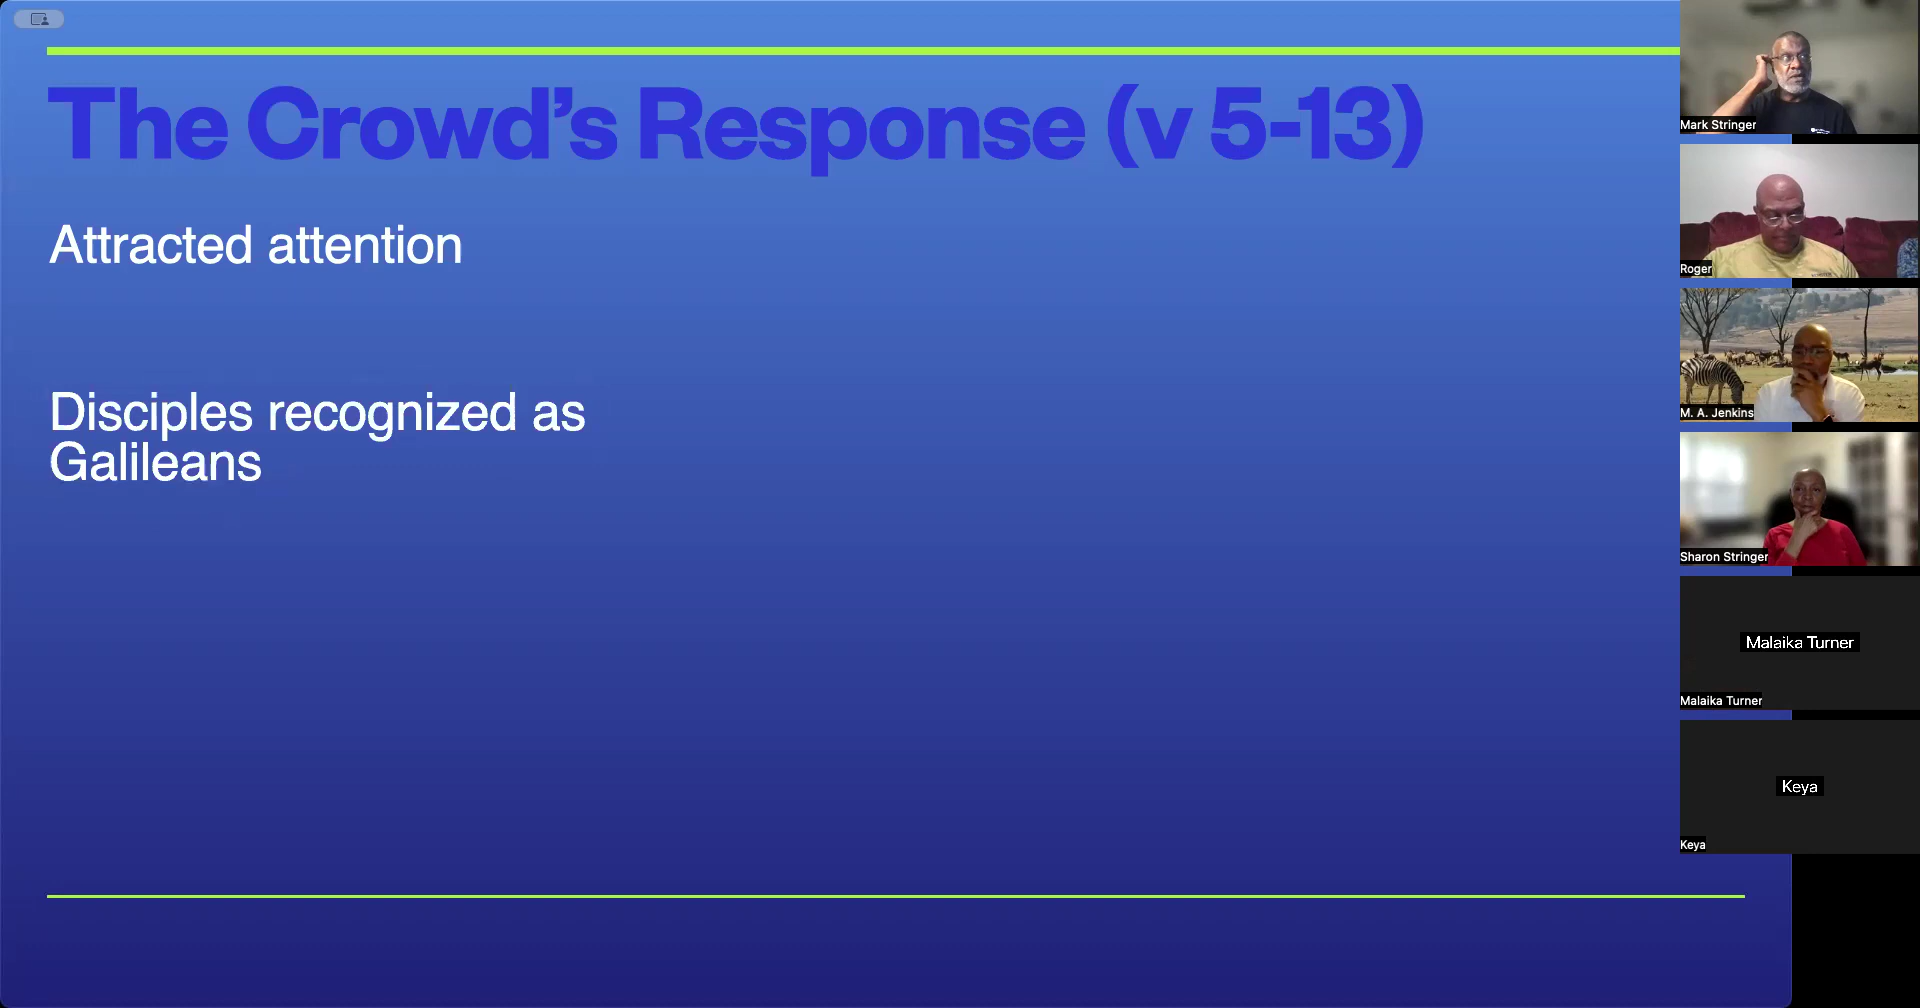 The Crowd’s Response (v 5-13)
Attracted attention
Disciples recognized as
Galileans
Mark Stringer
Roger
M. A. Jenkins
Sharon Stringer
Malaika Turner
Malaika Turner
Keya
Keya